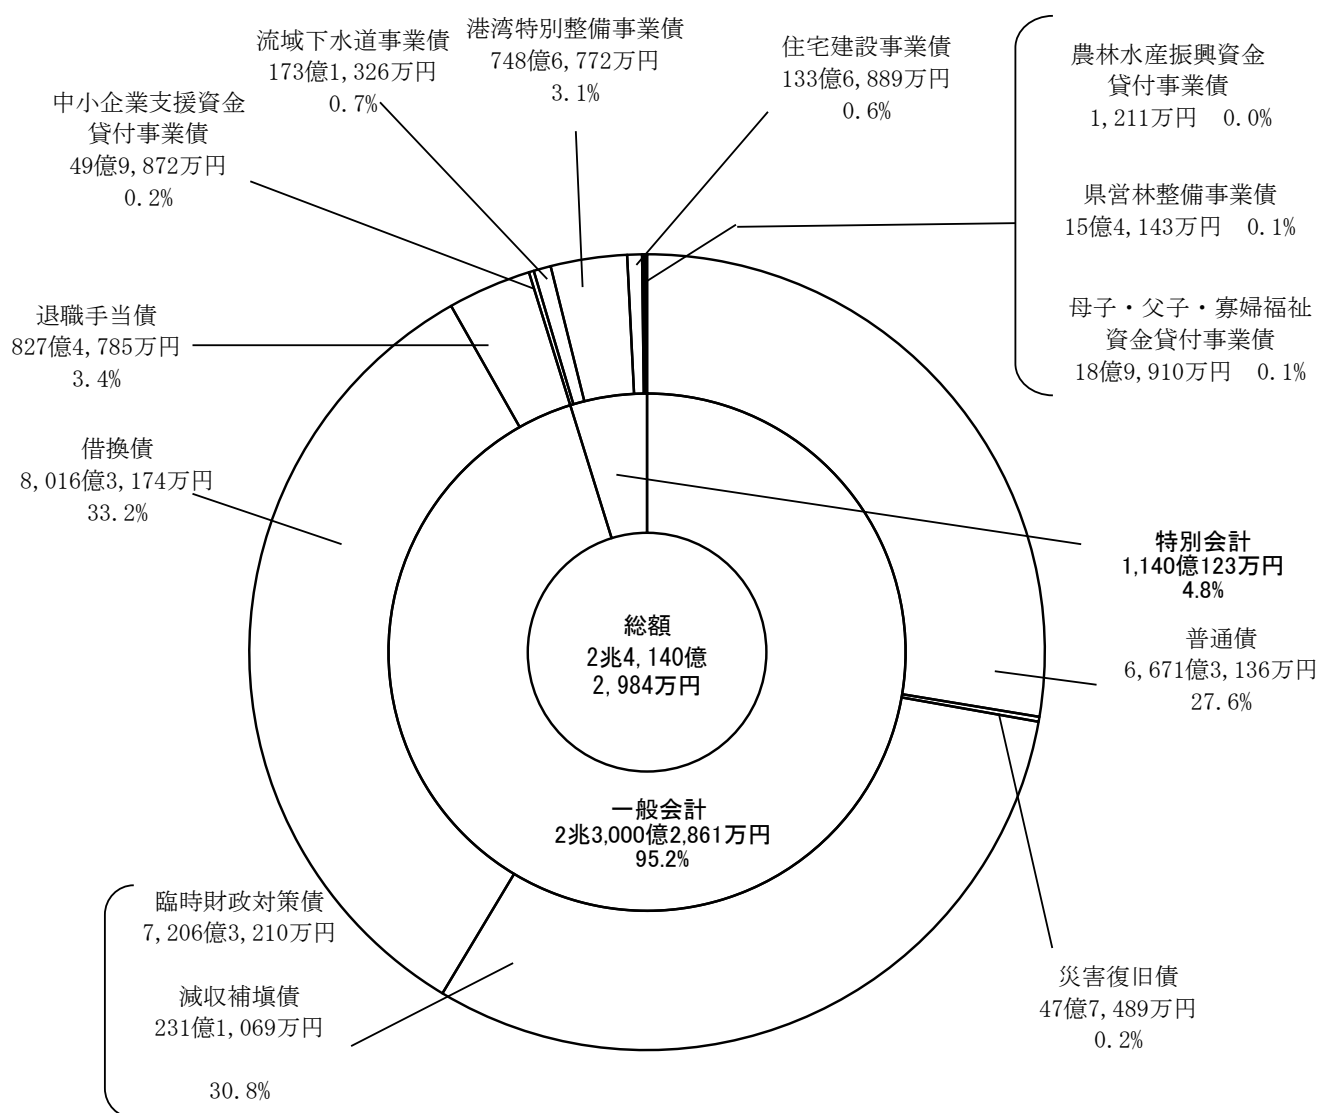 流域下水道事業債
173億1,326万円
0.7%
港湾特別整備事業債
748億6,772万円
3.1%
住宅建設事業債
133億6,889万円
0.6%
農林水産振興資金
貸付事業債
1,211万円 0.0%
県営林整備事業債
15億4,143万円 0.1%
母子・父子・寡婦福祉
資金貸付事業債
18億9,910万円 0.1%
中小企業支援資金
貸付事業債
49億9,872万円
0.2%
退職手当債
827億4,785万円
3.4%
借換債
8,016億3,174万円
33.2%
特別会計
1,140億123万円
4.8%
総額
2兆4,140億
2,984万円
普通債
6,671億3,136万円
27.6%
一般会計
2兆3,000億2,861万円
95.2%
臨時財政対策債
7,206億3,210万円
減収補塡債
231億1,069万円
30.8%
災害復旧債
47億7,489万円
0.2%